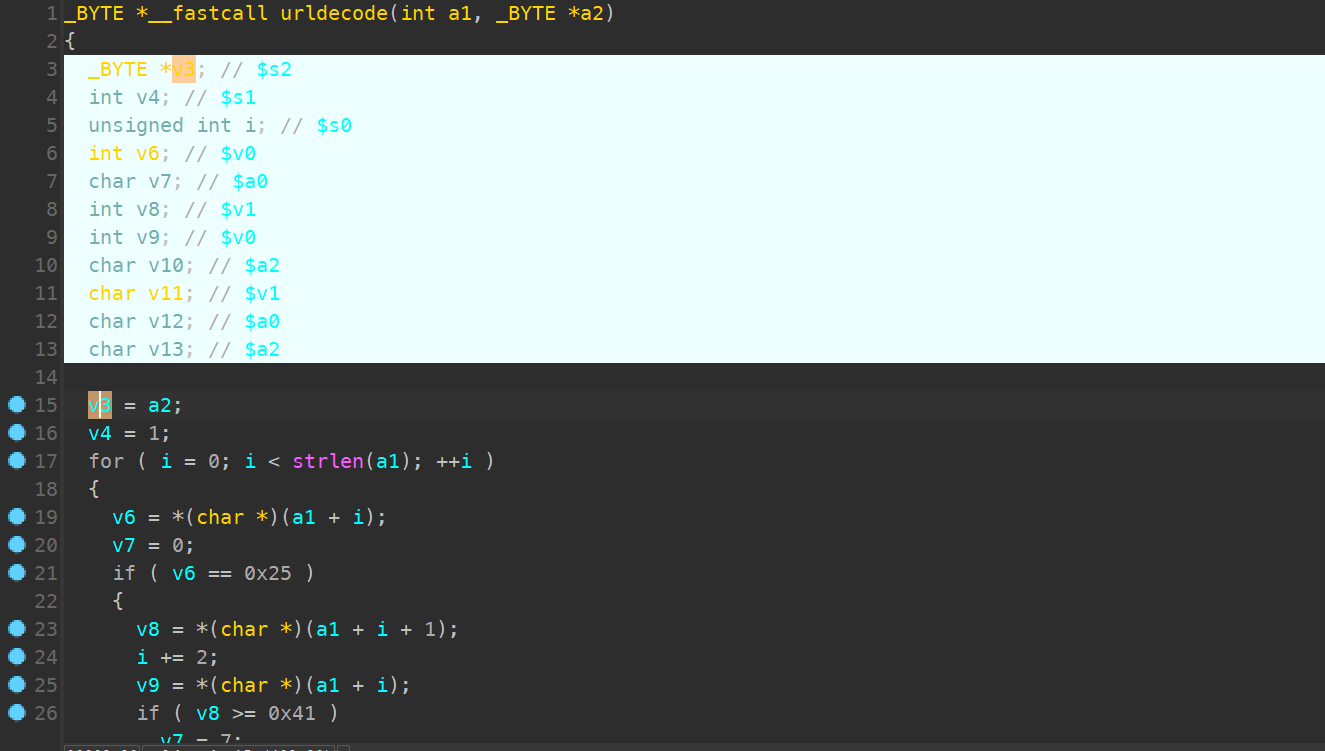 1 _BYTE *__fastcall urldecode(int a1, _BYTE *a2)
2 {
3 _BYTE *v3; // $s2
4 int v4; // $s1
5 unsigned int i; // $s0
6 int v6; // $v0
7 char v7; // $a0
8 int v8; // $v1
9 int v9; // $v0
10 char v10; // $a2
11 char v11; // $v1
12 char v12; // $a0
13 char v13; // $a2
14
15 v3 = a2;
16 v4 = 1;
17 for ( i = 0; i < strlen(a1); ++i )
18 {
19 v6 = *(char *)(a1 + i);
20 v7 = 0;
21 if ( v6 == 0x25 )
22 {
23 v8 = *(char *)(a1 + i + 1);
24 i += 2;
25 v9 = *(char *)(a1 + i);
26 if ( v8 >= 0x41 )
v7 = 7;